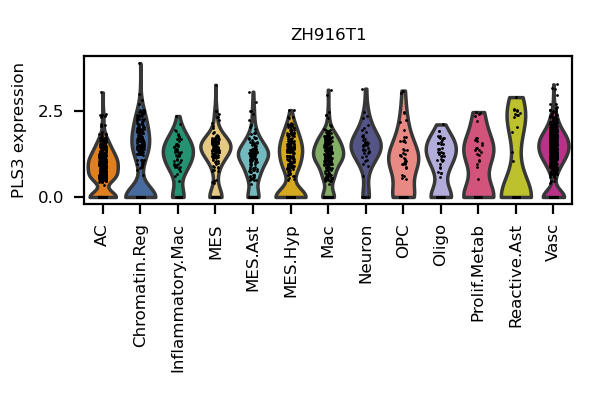 ZH916T1
PLS3 expression
2.5
0.0
AC
Chromatin.Reg
Inflammatory.Mac
MES
MES.Ast
MES.Hyp
Mac
Neuron
OPC
Oligo
Prolif.Metab
Reactive.Ast
Vasc